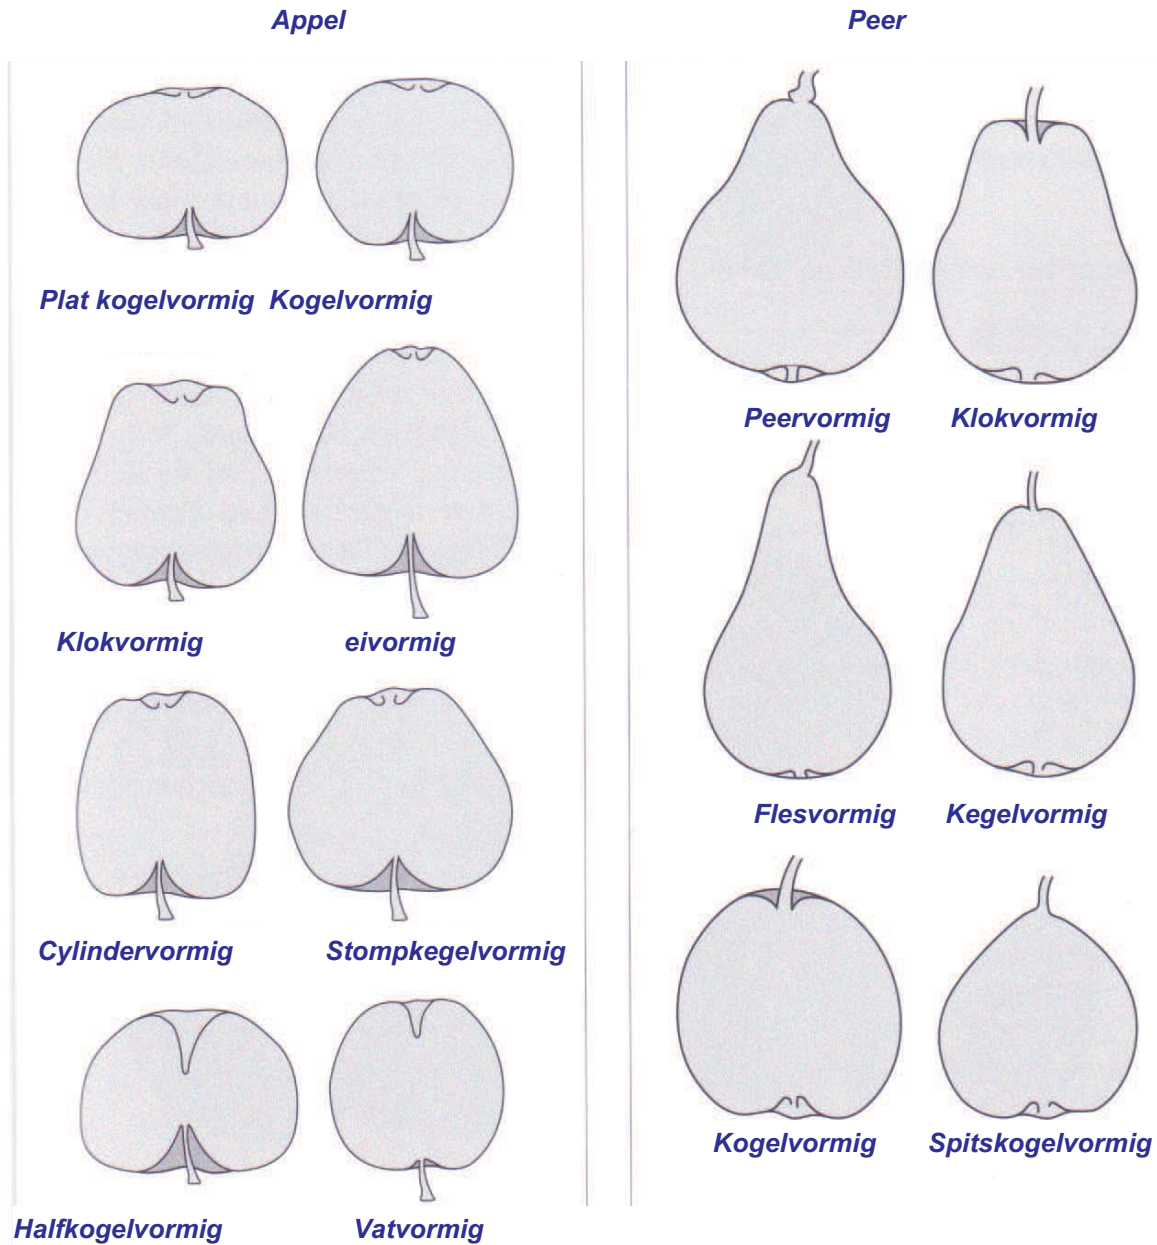 Appel
Plat kogelvormig Kogelvormig
Klokvormig eivormig
Cylindervormig Stompkegelvormig
Halfkogelvormig Vatvormig
Peer
Peervormig Klokvormig
Flesvormig Kegelvormig
Kogelvormig Spitskogelvormig